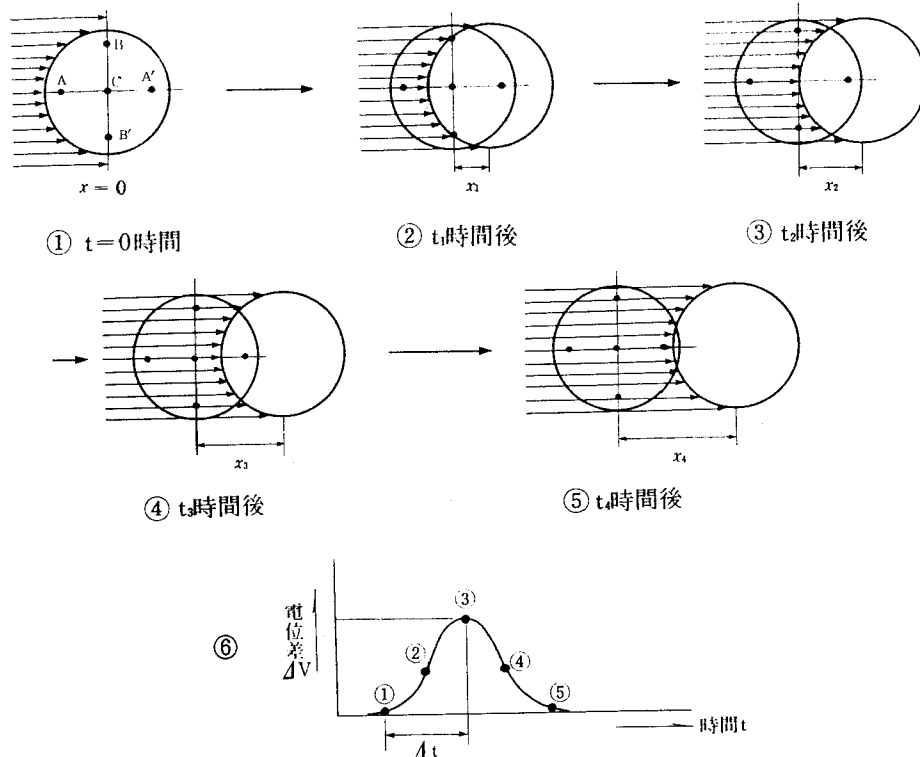 B
A
C
A′
B′
x = 0
① t=0時間
x₁
② t₁時間後
x₂
③ t₂時間後
x₃
④ t₃時間後
x₄
⑤ t₄時間後
⑥
電位差
ΔV
①
②
③
④
⑤
Δt
時間t